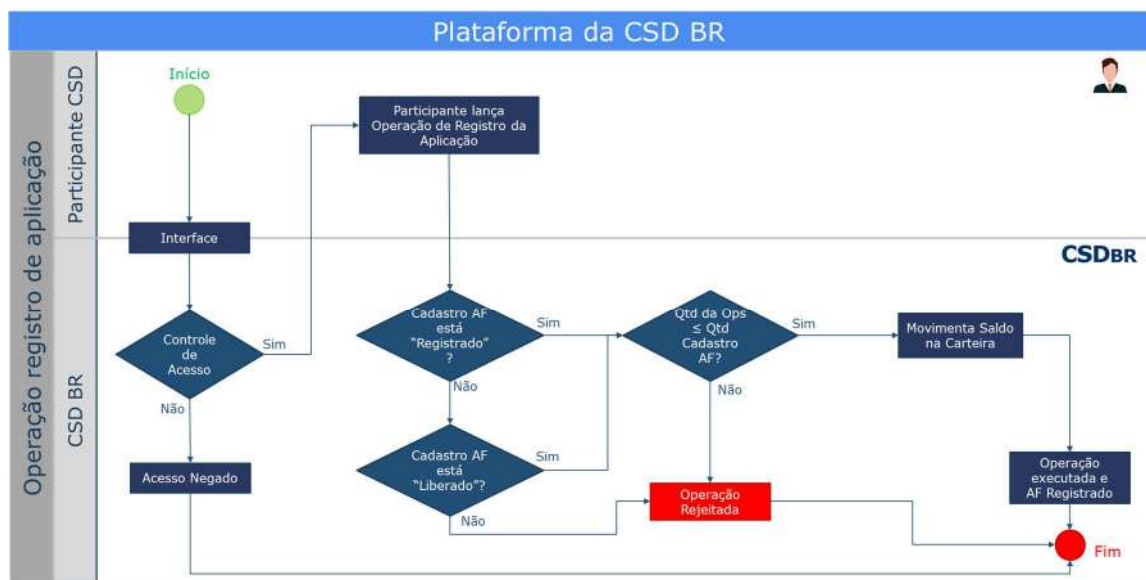 Plataforma da CSD BR
Operação registro de aplicação
Participante CSD
Início
Participante lança
Operação de Registro da
Aplicação
Interface
CSD BR
CSDBR
Controle
de
Acesso
Sim
Não
Acesso Negado
Cadastro AF
está
“Registrado”
?
Sim
Não
Cadastro AF
está
“Liberado”?
Sim
Não
Qtd da Ops
≤ Qtd
Cadastro
AF?
Sim
Não
Operação
Rejeitada
Movimenta Saldo
na Carteira
Operação
executada e
AF Registrado
Fim